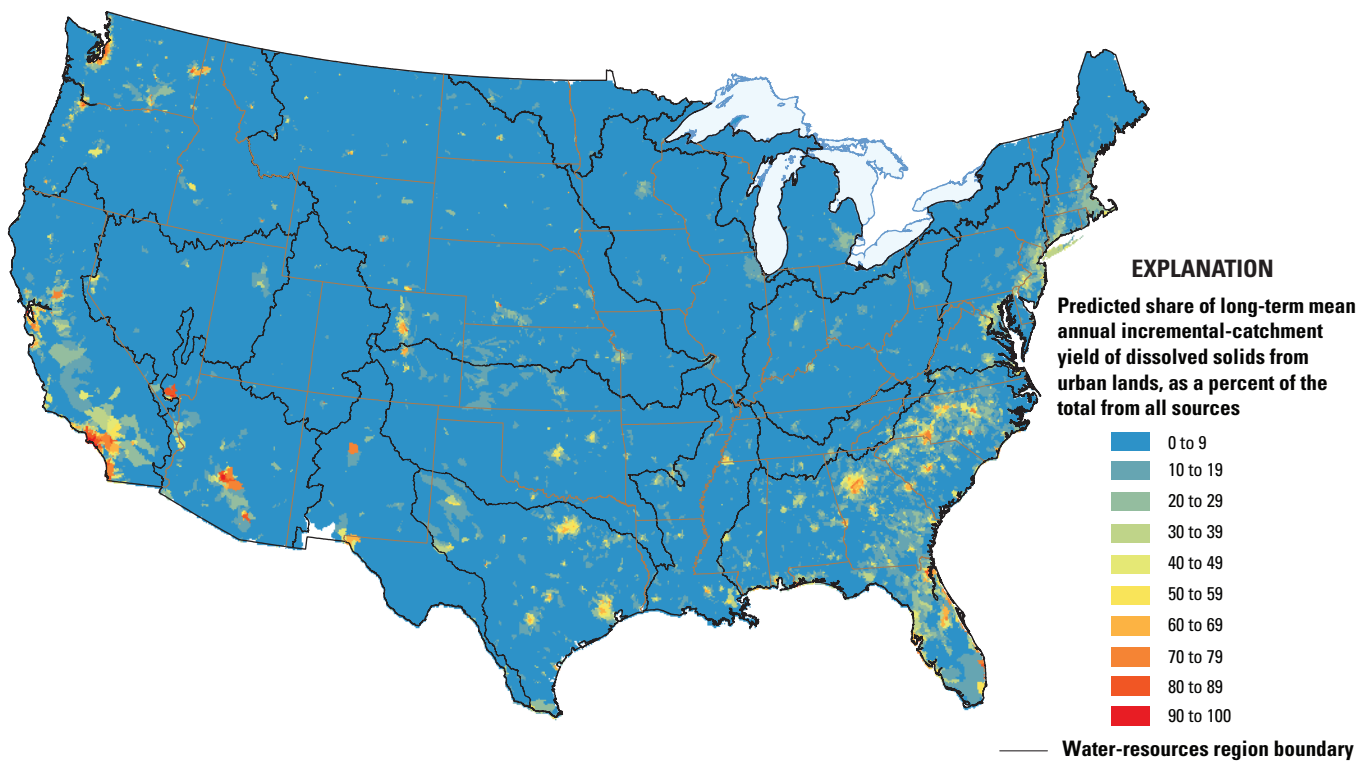 EXPLANATION
Predicted share of long-term mean
annual incremental-catchment
yield of dissolved solids from
urban lands, as a percent of the
total from all sources
0 to 9
10 to 19
20 to 29
30 to 39
40 to 49
50 to 59
60 to 69
70 to 79
80 to 89
90 to 100
Water-resources region boundary